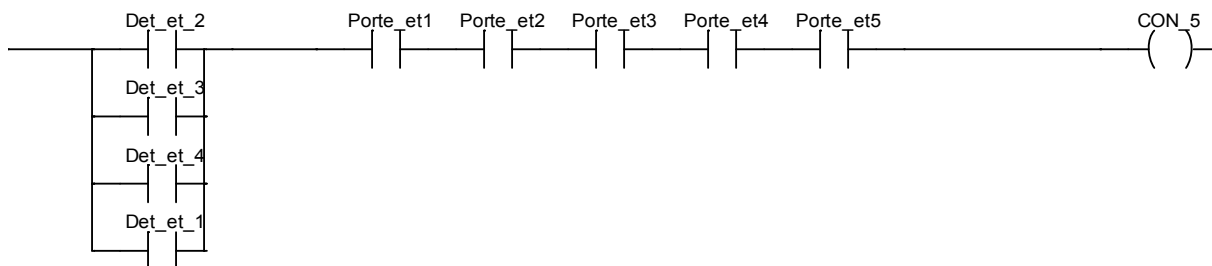 Det_et_2 Porte_et1 Porte_et2 Porte_et3 Porte_et4 Porte_et5 CON_5
Det_et_3
Det_et_4
Det_et_1